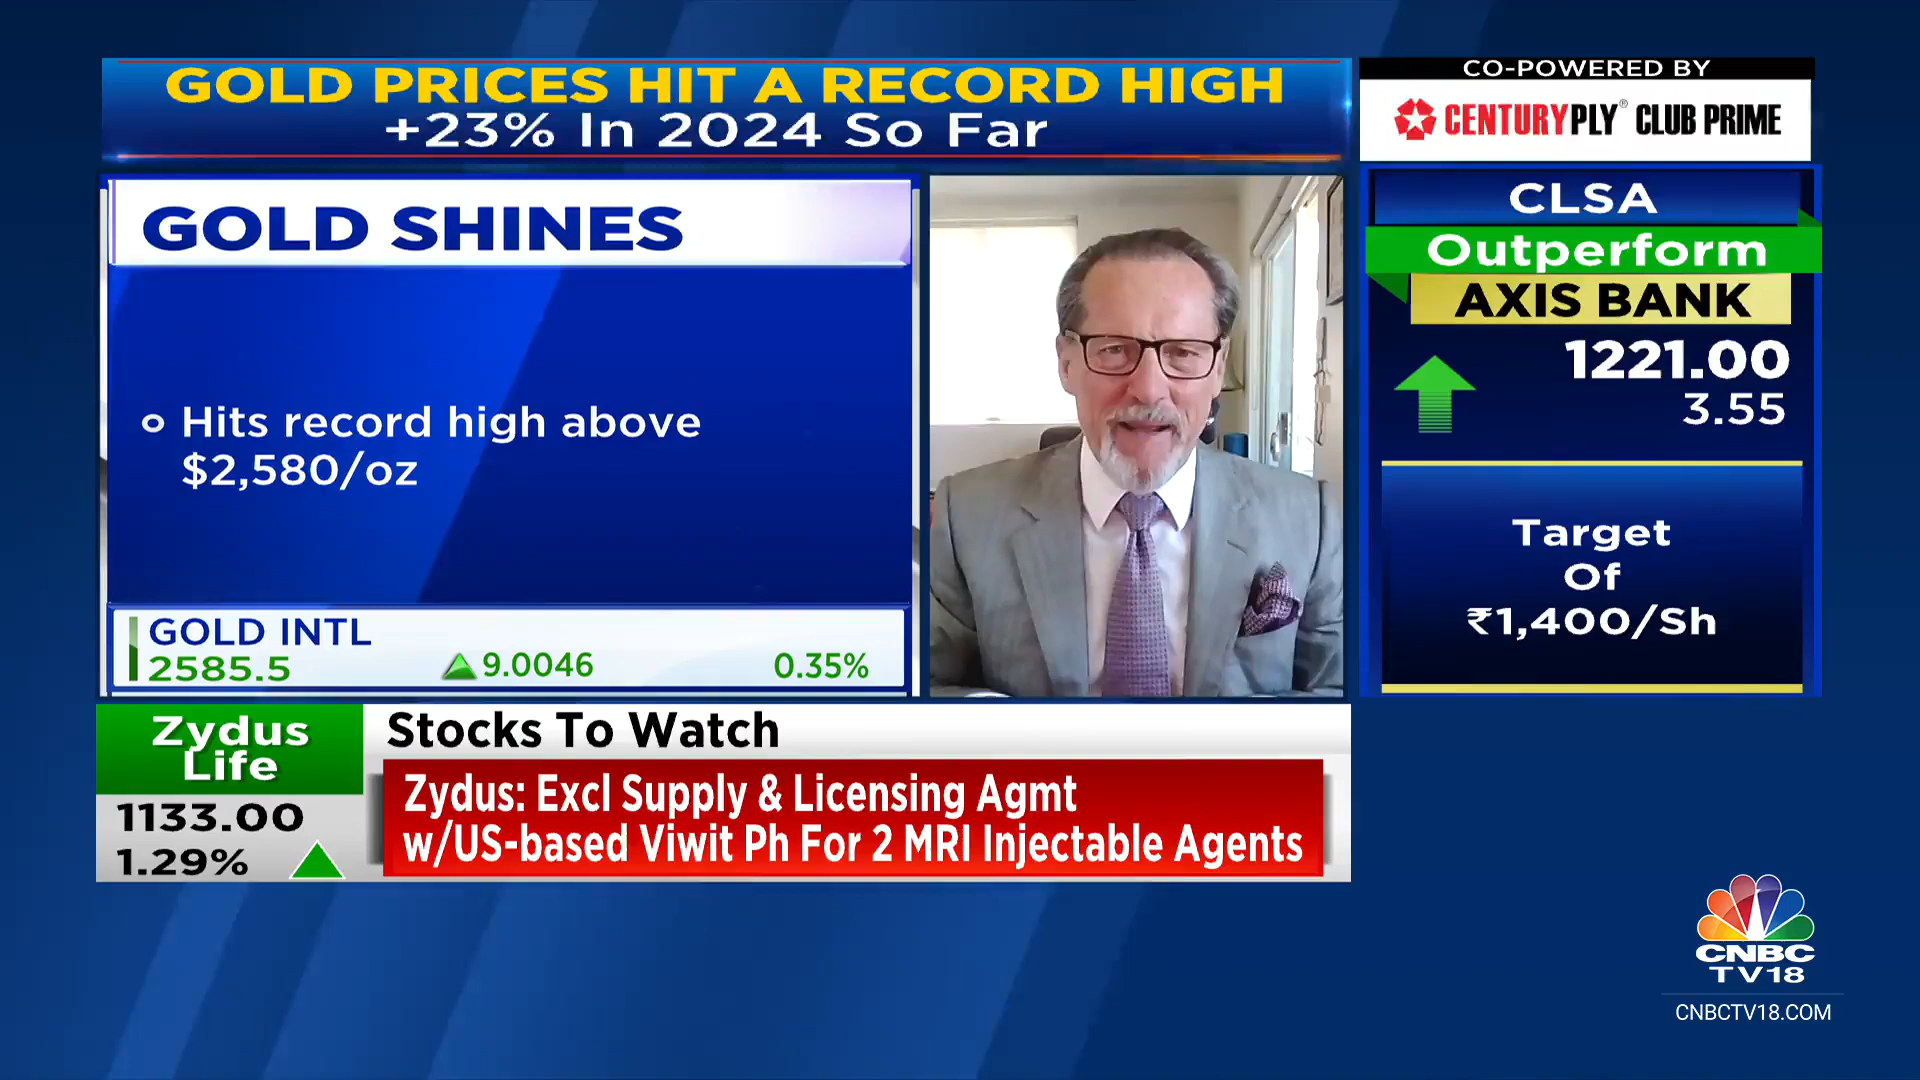 GOLD PRICES HIT A RECORD HIGH
+23% In 2024 So Far
CO-POWERED BY
CENTURYPLY® CLUB PRIME
GOLD SHINES
Hits record high above
$2,580/oz
GOLD INTL
2585.5 9.0046 0.35%
CLSA
Outperform
AXIS BANK
1221.00
3.55
Target
Of
₹1,400/Sh
Zydus
Life
1133.00
1.29%
Stocks To Watch
Zydus: Excl Supply & Licensing Agmt
w/US-based Viwit Ph For 2 MRI Injectable Agents
CNBC
TV18
CNBCTV18.COM